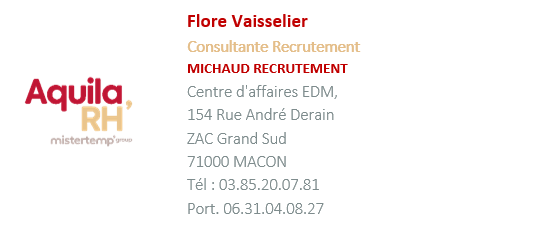 Flore Vaisselier
Consultante Recrutement
MICHAUD RECRUTEMENT
Aquila
RH
mistertemp' group
Centre d'affaires EDM,
154 Rue André Derain
ZAC Grand Sud
71000 MACON
Tél : 03.85.20.07.81
Port. 06.31.04.08.27